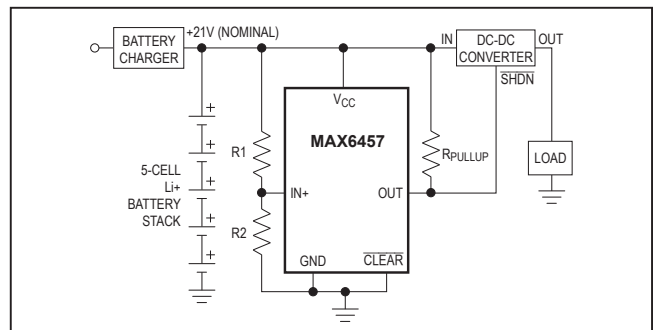 BATTERY
CHARGER
+21V (NOMINAL)
IN
DC-DC
CONVERTER
OUT
SHDN
VCC
MAX6457
R1
RPULLUP
LOAD
5-CELL
Li+
BATTERY
STACK
+
+
+
+
+
IN+
OUT
R2
GND
CLEAR